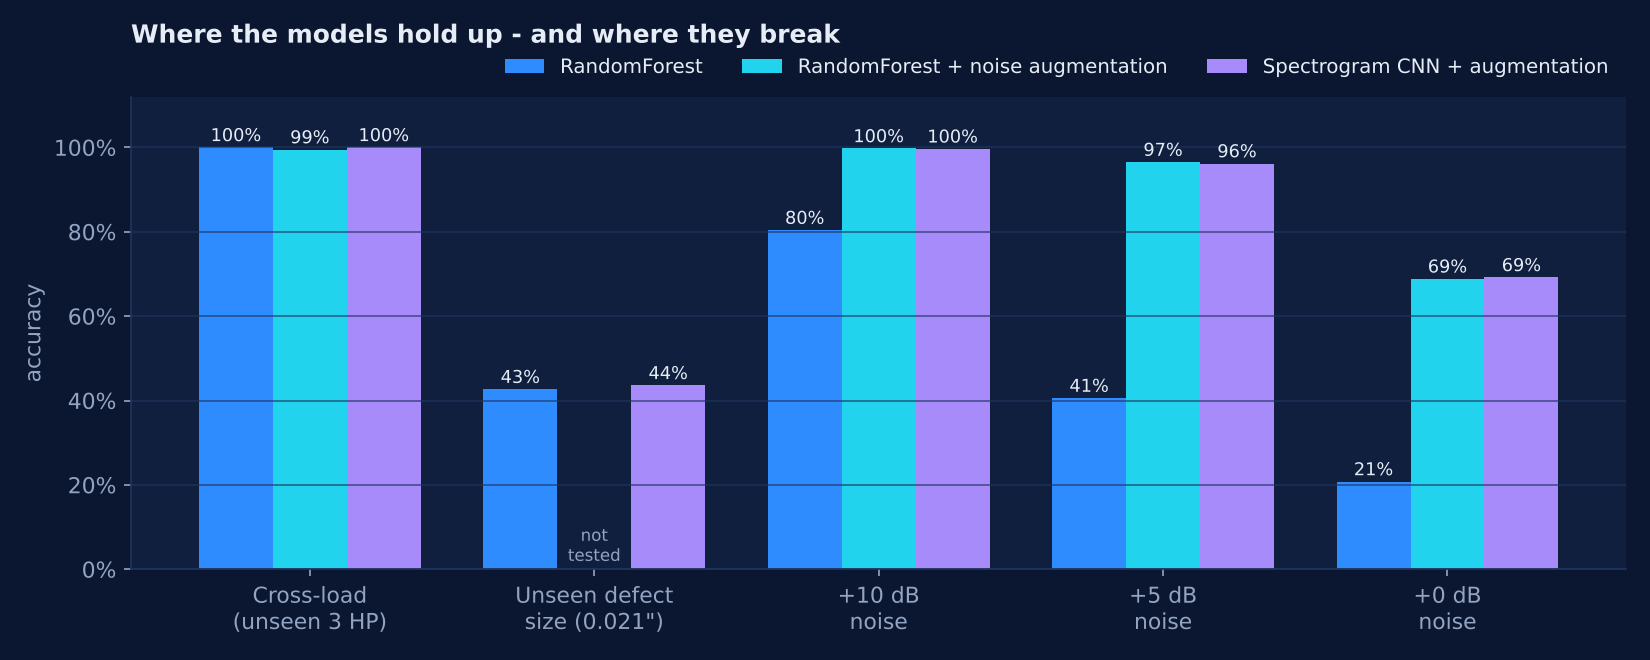 Where the models hold up - and where they break
RandomForest
RandomForest + noise augmentation
Spectrogram CNN + augmentation
accuracy
100%
80%
60%
40%
20%
0%
100%
99%
100%
43%
not
tested
44%
80%
100%
100%
41%
97%
96%
21%
69%
69%
Cross-load
(unseen 3 HP)
Unseen defect
size (0.021")
+10 dB
noise
+5 dB
noise
+0 dB
noise